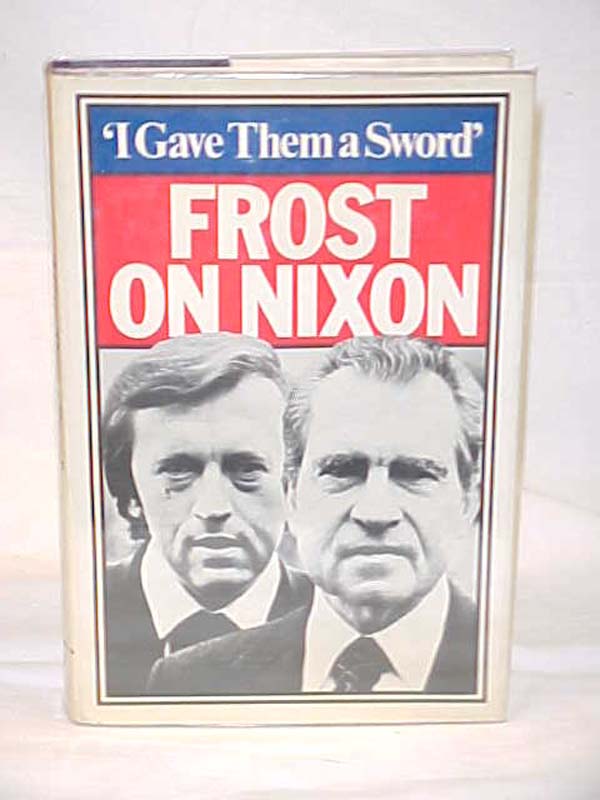 'I Gave Them a Sword'
FROST
ON NIXON